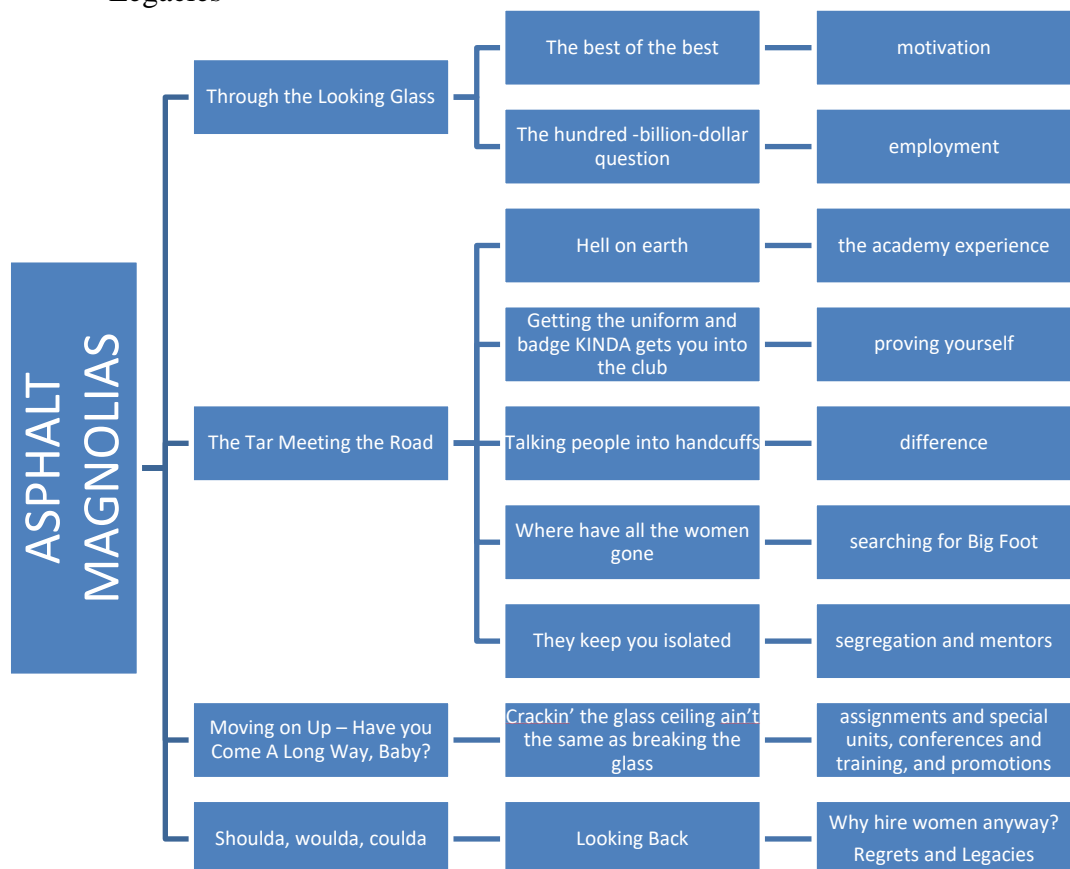 Legacies
ASPHALT
MAGNOLIAS
Through the Looking Glass
The best of the best
motivation
The hundred -billion-dollar
question
employment
The Tar Meeting the Road
Hell on earth
the academy experience
Getting the uniform and
badge KINDA gets you into
the club
proving yourself
Talking people into handcuffs
difference
Where have all the women
gone
searching for Big Foot
They keep you isolated
segregation and mentors
Moving on Up – Have you
Come A Long Way, Baby?
Crackin’ the glass ceiling ain’t
the same as breaking the
glass
assignments and special
units, conferences and
training, and promotions
Shoulda, woulda, coulda
Looking Back
Why hire women anyway?
Regrets and Legacies